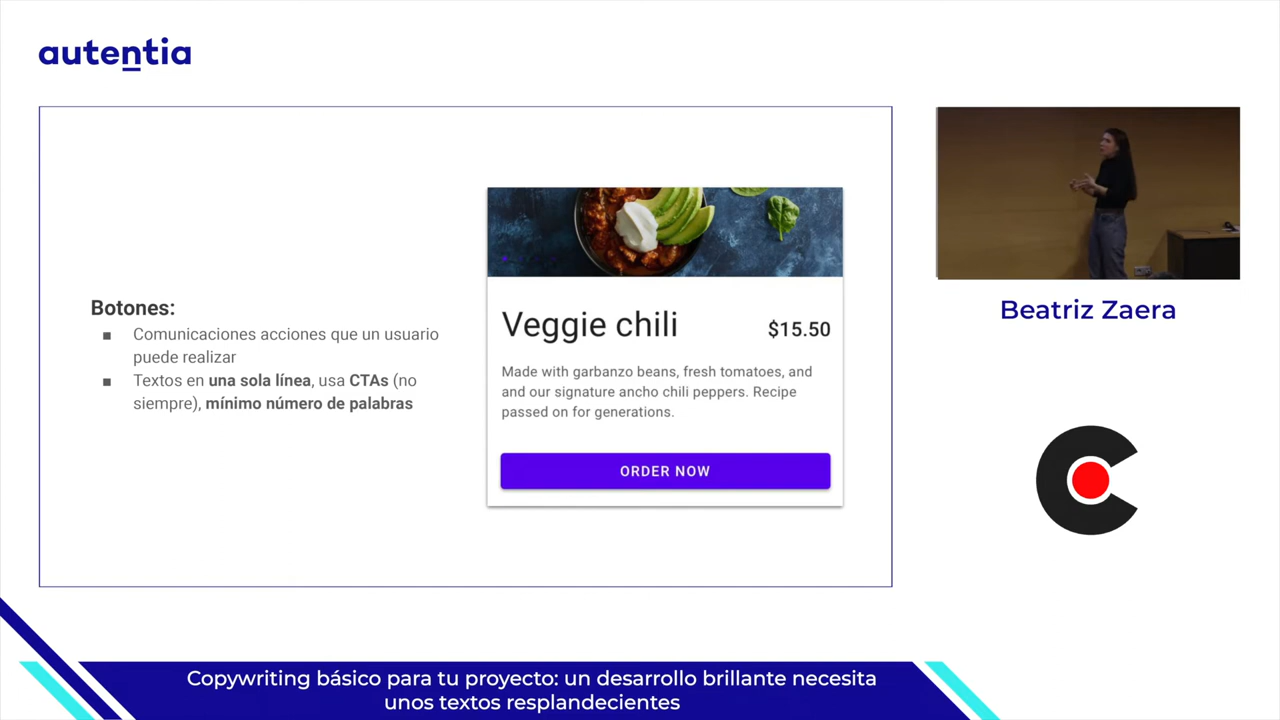 autentia
Botones:
Comunicaciones acciones que un usuario
puede realizar
Textos en una sola línea, usa CTAs (no
siempre), mínimo número de palabras
Veggie chili
$15.50
Made with garbanzo beans, fresh tomatoes, and
and our signature ancho chili peppers. Recipe
passed on for generations.
ORDER NOW
Beatriz Zaera
Copywriting básico para tu proyecto: un desarrollo brillante necesita
unos textos resplandecientes